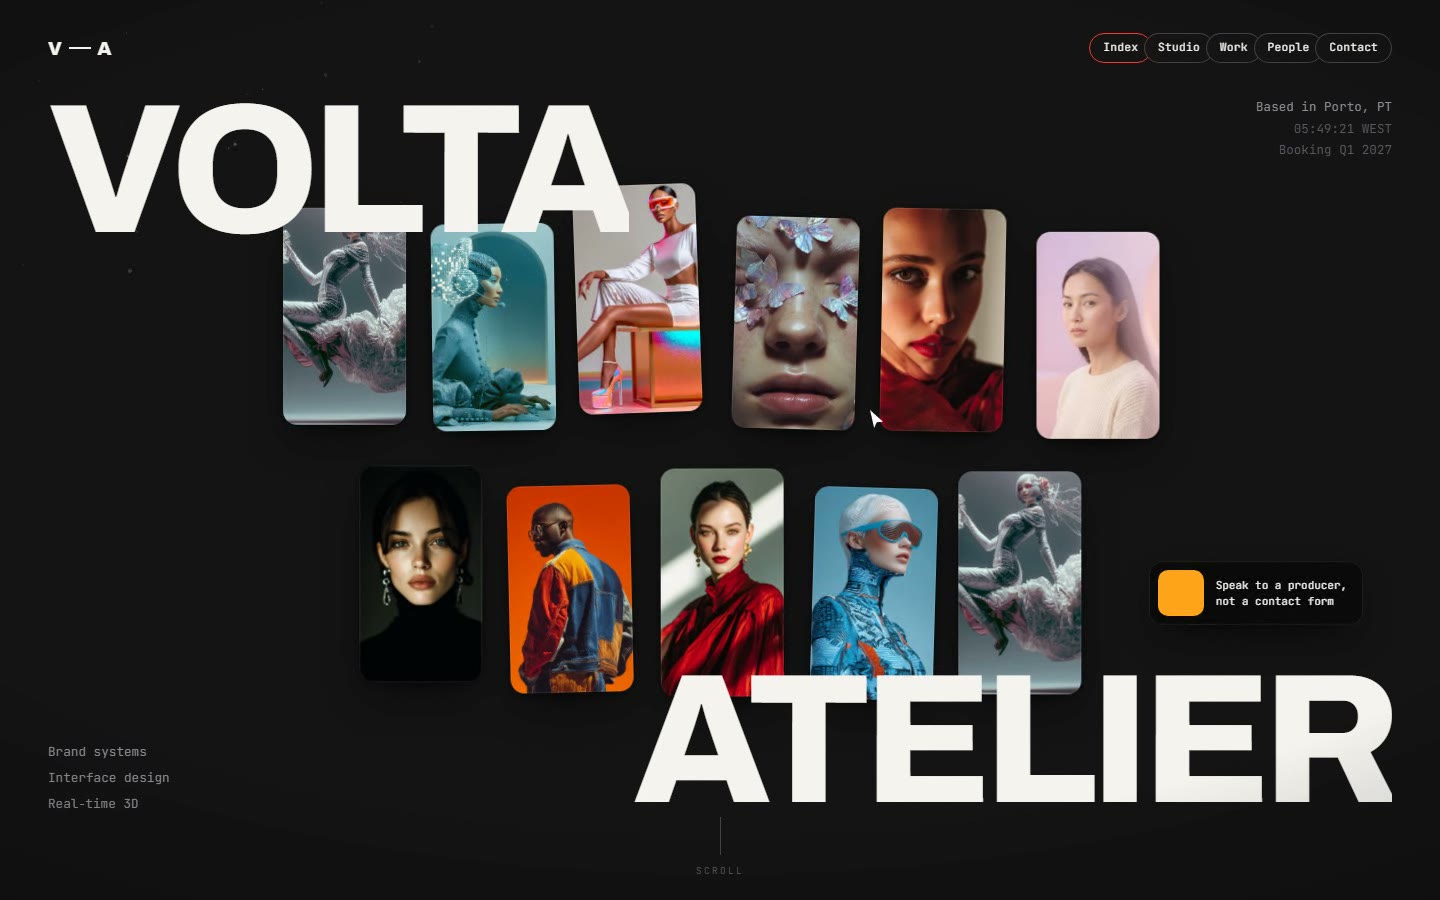 V — A
Index Studio Work People Contact
VOLTA
Based in Porto, PT
05:49:21 WEST
Booking Q1 2027
Speak to a producer,
not a contact form
ATELIER
Brand systems
Interface design
Real-time 3D
SCROLL